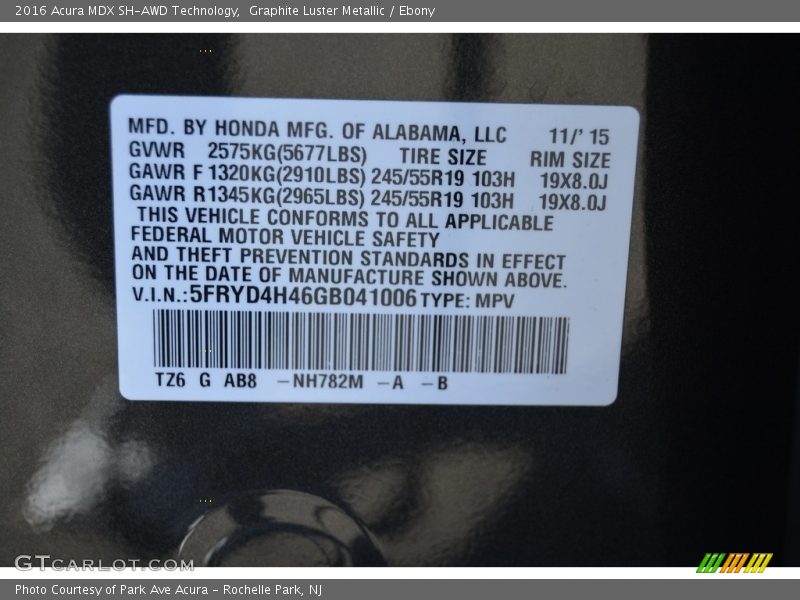 2016 Acura MDX SH-AWD Technology,  Graphite Luster Metallic / Ebony
MFD. BY HONDA MFG. OF ALABAMA, LLC 11/' 15
GVWR 2575KG(5677LBS) TIRE SIZE RIM SIZE
GAWR F 1320KG(2910LBS) 245/55R19 103H 19X8.0J
GAWR R 1345KG(2965LBS) 245/55R19 103H 19X8.0J
THIS VEHICLE CONFORMS TO ALL APPLICABLE
FEDERAL MOTOR VEHICLE SAFETY
AND THEFT PREVENTION STANDARDS IN EFFECT
ON THE DATE OF MANUFACTURE SHOWN ABOVE.
V.I.N.:5FRYD4H46GB041006 TYPE: MPV
TZ6 G AB8 -NH782M -A -B
GTCARLOT.COM
Photo Courtesy of Park Ave Acura - Rochelle Park, NJ